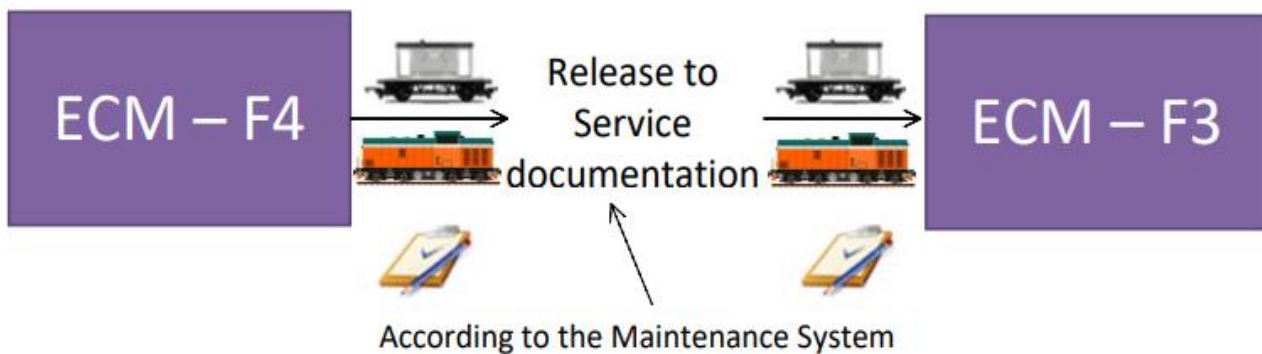 ECM – F4
Release to
Service
documentation
ECM – F3
According to the Maintenance System